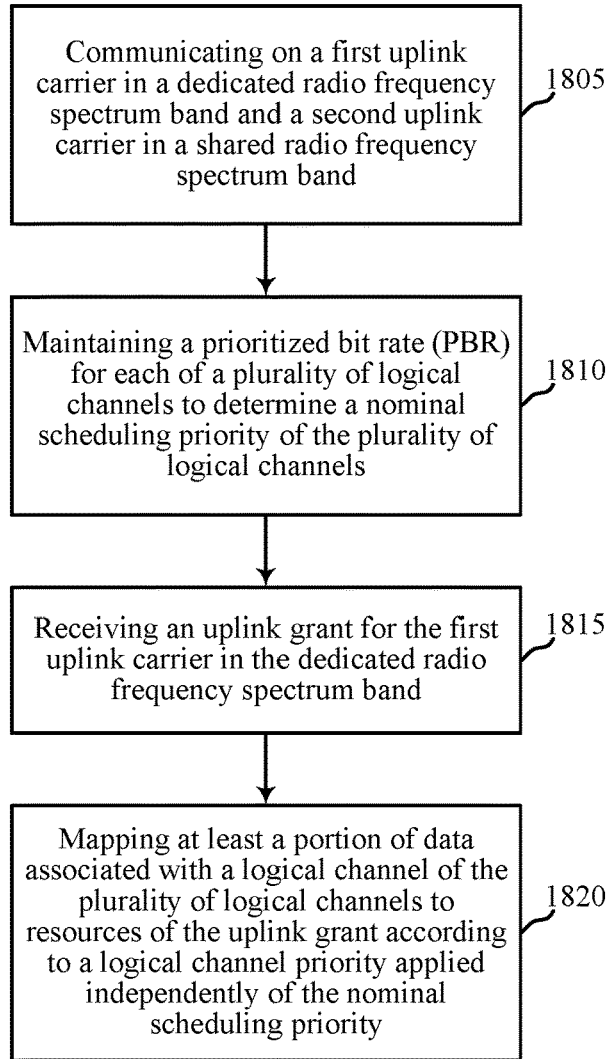 Communicating on a first uplink
carrier in a dedicated radio frequency
spectrum band and a second uplink
carrier in a shared radio frequency
spectrum band
1805
Maintaining a prioritized bit rate (PBR)
for each of a plurality of logical
channels to determine a nominal
scheduling priority of the plurality of
logical channels
1810
Receiving an uplink grant for the first
uplink carrier in the dedicated radio
frequency spectrum band
1815
Mapping at least a portion of data
associated with a logical channel of the
plurality of logical channels to
resources of the uplink grant according
to a logical channel priority applied
independently of the nominal
scheduling priority
1820